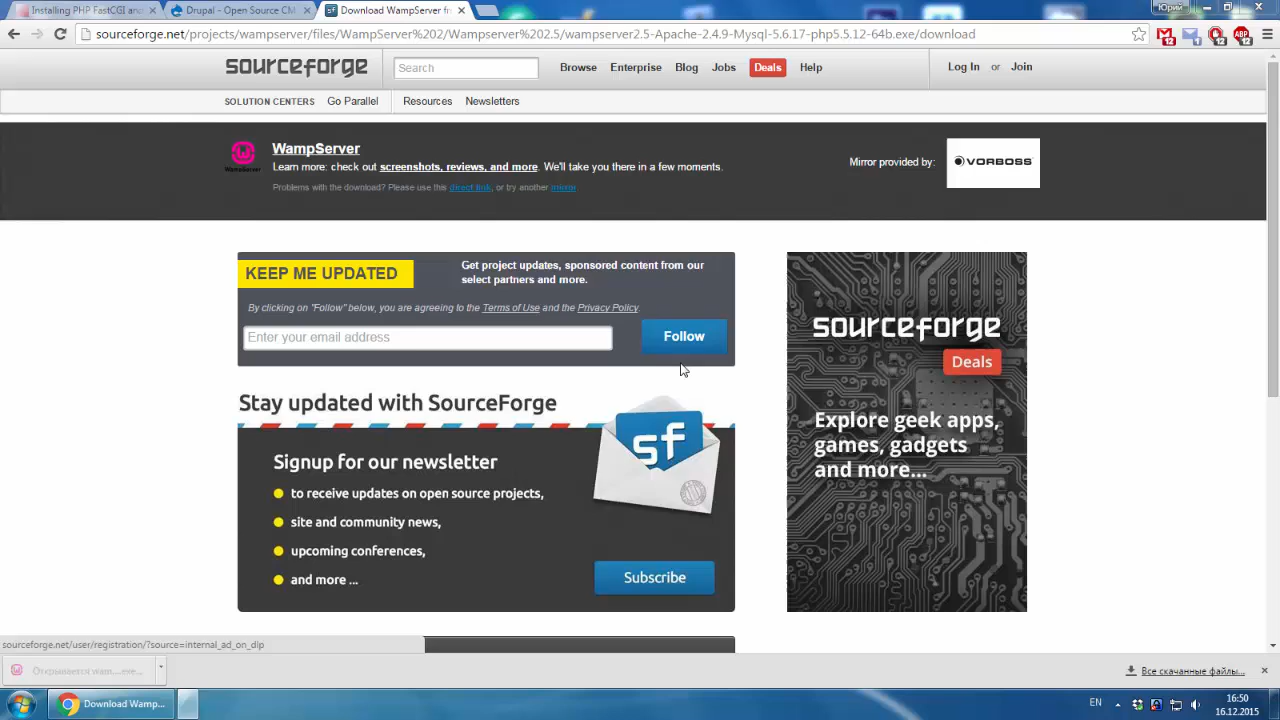 Installing PHP FastCGI and
Drupal - Open Source CM
Download WampServer fr
Юрий
sourceforge.net/projects/wampserver/files/WampServer%202/Wampserver%202.5/wampserver2.5-Apache-2.4.9-Mysql-5.6.17-php5.5.12-64b.exe/download
12
1
12
12
sourceforge
Search
Browse
Enterprise
Blog
Jobs
Deals
Help
Log In or Join
SOLUTION CENTERS
Go Parallel
Resources
Newsletters
WampServer
WampServer
Learn more: check out screenshots, reviews, and more. We'll take you there in a few moments.
Problems with the download? Please use this direct link, or try another mirror
Mirror provided by:
VORBOSS
KEEP ME UPDATED
Get project updates, sponsored content from our
select partners and more.
By clicking on "Follow" below, you are agreeing to the Terms of Use and the Privacy Policy.
Enter your email address
Follow
Stay updated with SourceForge
sf
Signup for our newsletter
to receive updates on open source projects,
site and community news,
upcoming conferences,
and more ...
Subscribe
sourceforge
Deals
Explore geek apps,
games, gadgets
and more...
sourceforge.net/user/registration/?source=internal_ad_on_dlp
Открывается wam....exe...
Все скачанные файлы...
Download Wamp...
EN
16:50
16.12.2015